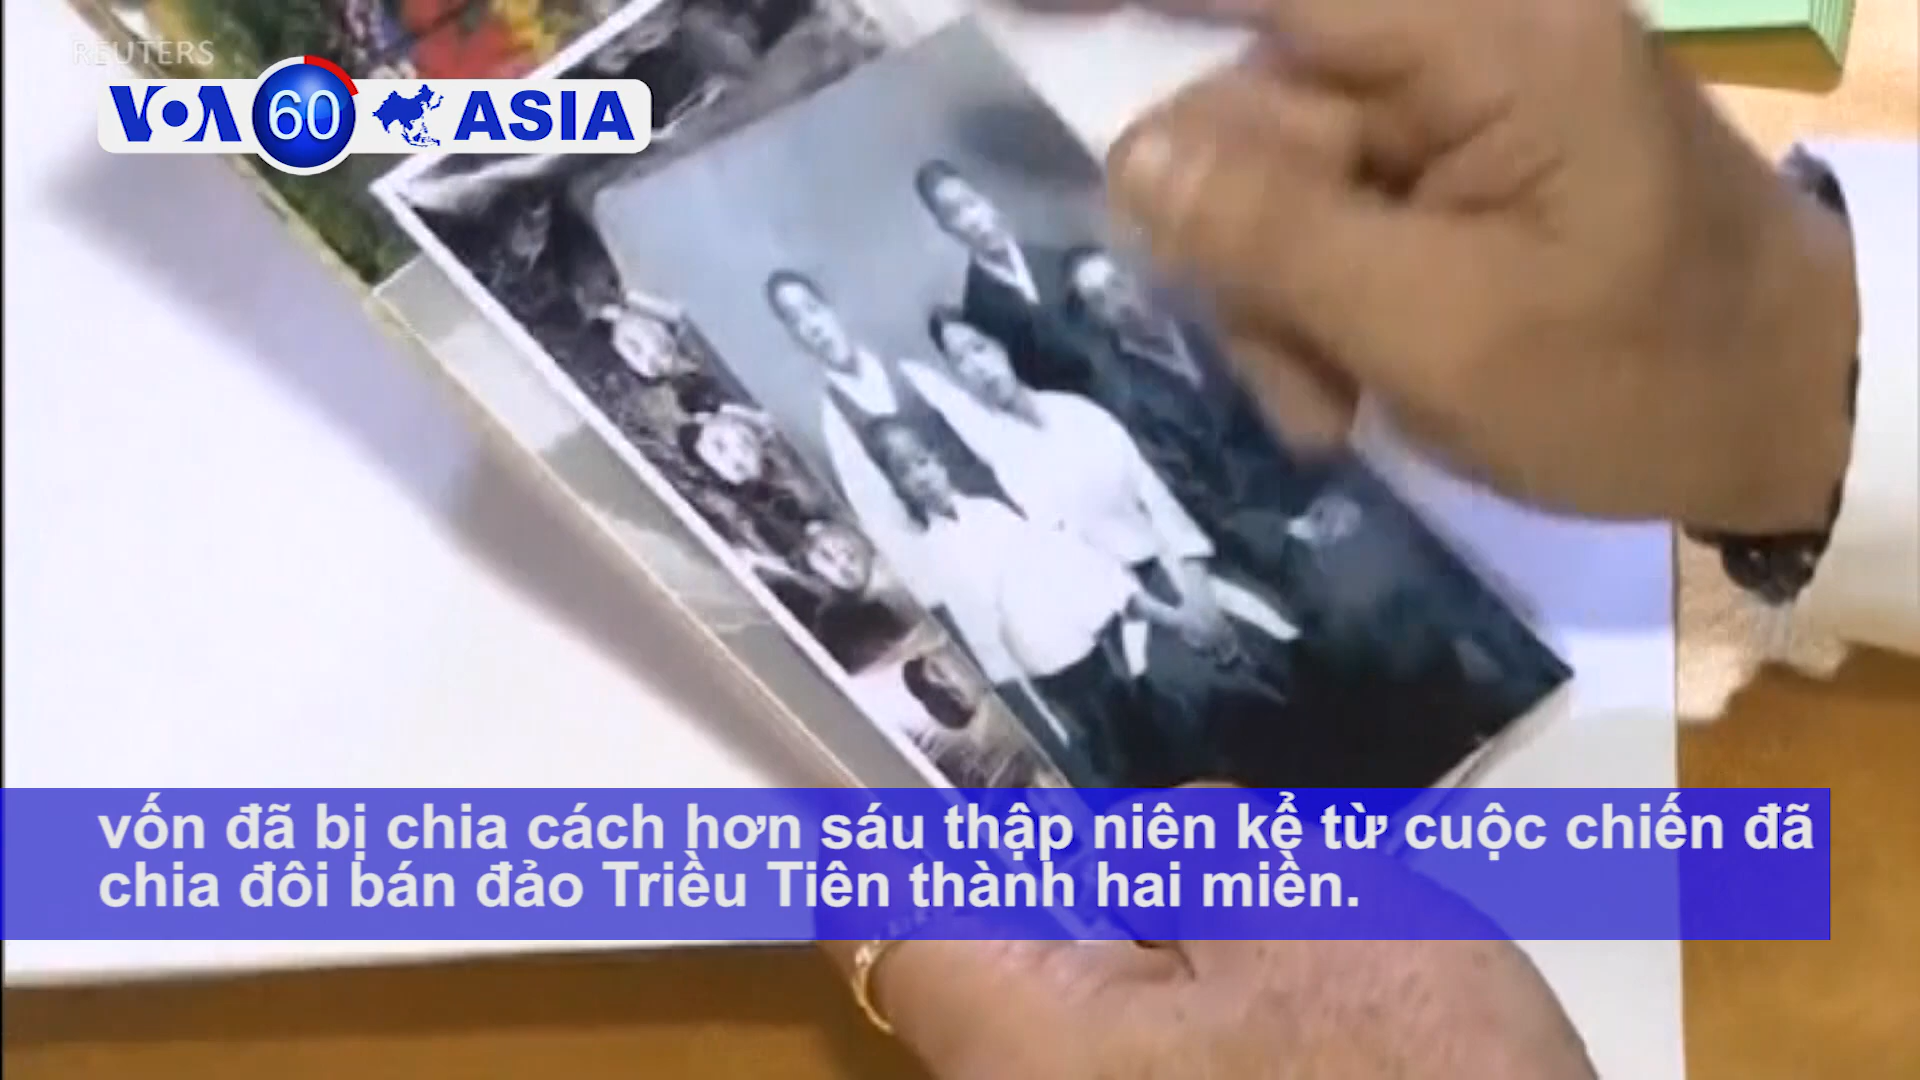 REUTERS
VOA 60 ASIA
vốn đã bị chia cách hơn sáu thập niên kể từ cuộc chiến đã
chia đôi bán đảo Triều Tiên thành hai miền.